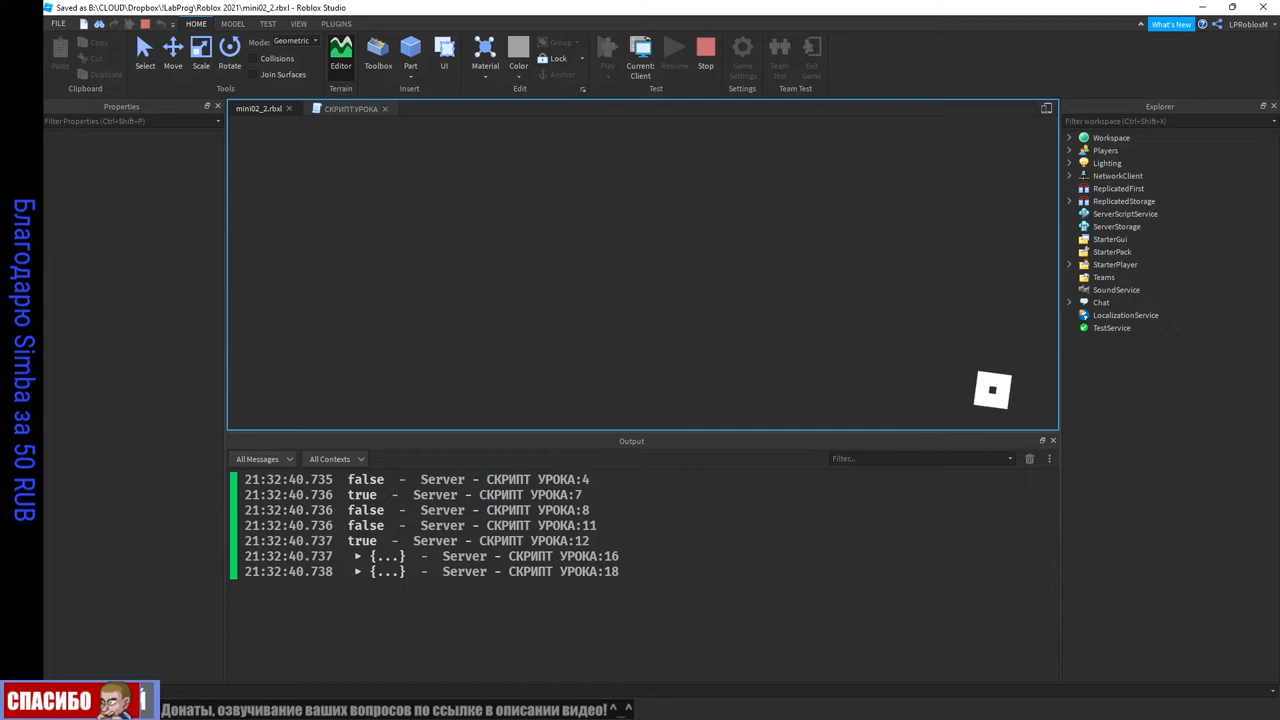 Saved as B:\CLOUD\Dropbox\!LabProg\Roblox 2021\mini02_2.rbxl - Roblox Studio
FILE HOME MODEL TEST VIEW PLUGINS
What's New LPRobloxM
Paste Copy Cut Duplicate
Clipboard
Select Move Scale Rotate
Mode: Geometric
Collisions
Join Surfaces
Tools
Editor
Terrain
Toolbox Part UI
Insert
Material Color Group Lock Anchor
Edit
Play Current: Client Resume Stop
Test
Game Settings
Settings
Team Test Exit Game
Team Test
Properties
Filter Properties (Ctrl+Shift+P)
mini02_2.rbxl СКРИПТ УРОКА
Explorer
Filter workspace (Ctrl+Shift+X)
Workspace
Players
Lighting
NetworkClient
ReplicatedFirst
ReplicatedStorage
ServerScriptService
ServerStorage
StarterGui
StarterPack
StarterPlayer
Teams
SoundService
Chat
LocalizationService
TestService
Output
All Messages All Contexts Filter...
21:32:40.735 false - Server - СКРИПТ УРОКА:4
21:32:40.736 true - Server - СКРИПТ УРОКА:7
21:32:40.736 false - Server - СКРИПТ УРОКА:8
21:32:40.736 false - Server - СКРИПТ УРОКА:11
21:32:40.737 true - Server - СКРИПТ УРОКА:12
21:32:40.737 ▶ {...} - Server - СКРИПТ УРОКА:16
21:32:40.738 ▶ {...} - Server - СКРИПТ УРОКА:18
Благодарю Simba за 50 RUB
СПАСИБО
Донаты, озвучивание ваших вопросов по ссылке в описании видео! ^_^